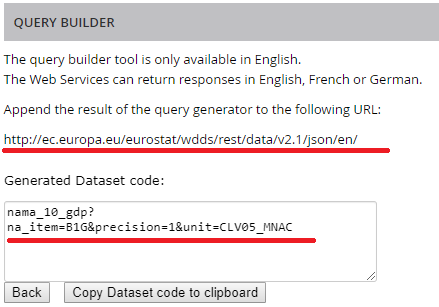 QUERY BUILDER
The query builder tool is only available in English.
The Web Services can return responses in English, French or German.
Append the result of the query generator to the following URL:
http://ec.europa.eu/eurostat/wdds/rest/data/v2.1/json/en/
Generated Dataset code:
nama_10_gdp?
na_item=B1G&precision=1&unit=CLV05_MNAC
Back Copy Dataset code to clipboard